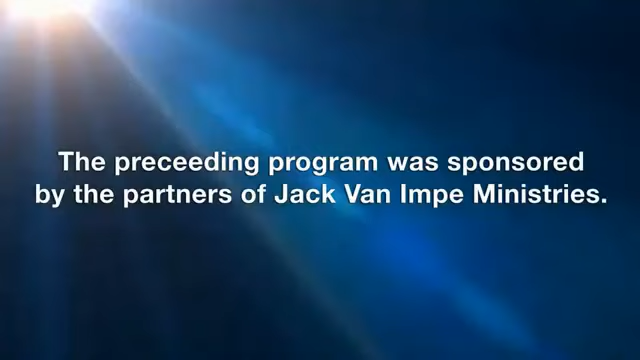 The preceeding program was sponsored
by the partners of Jack Van Impe Ministries.